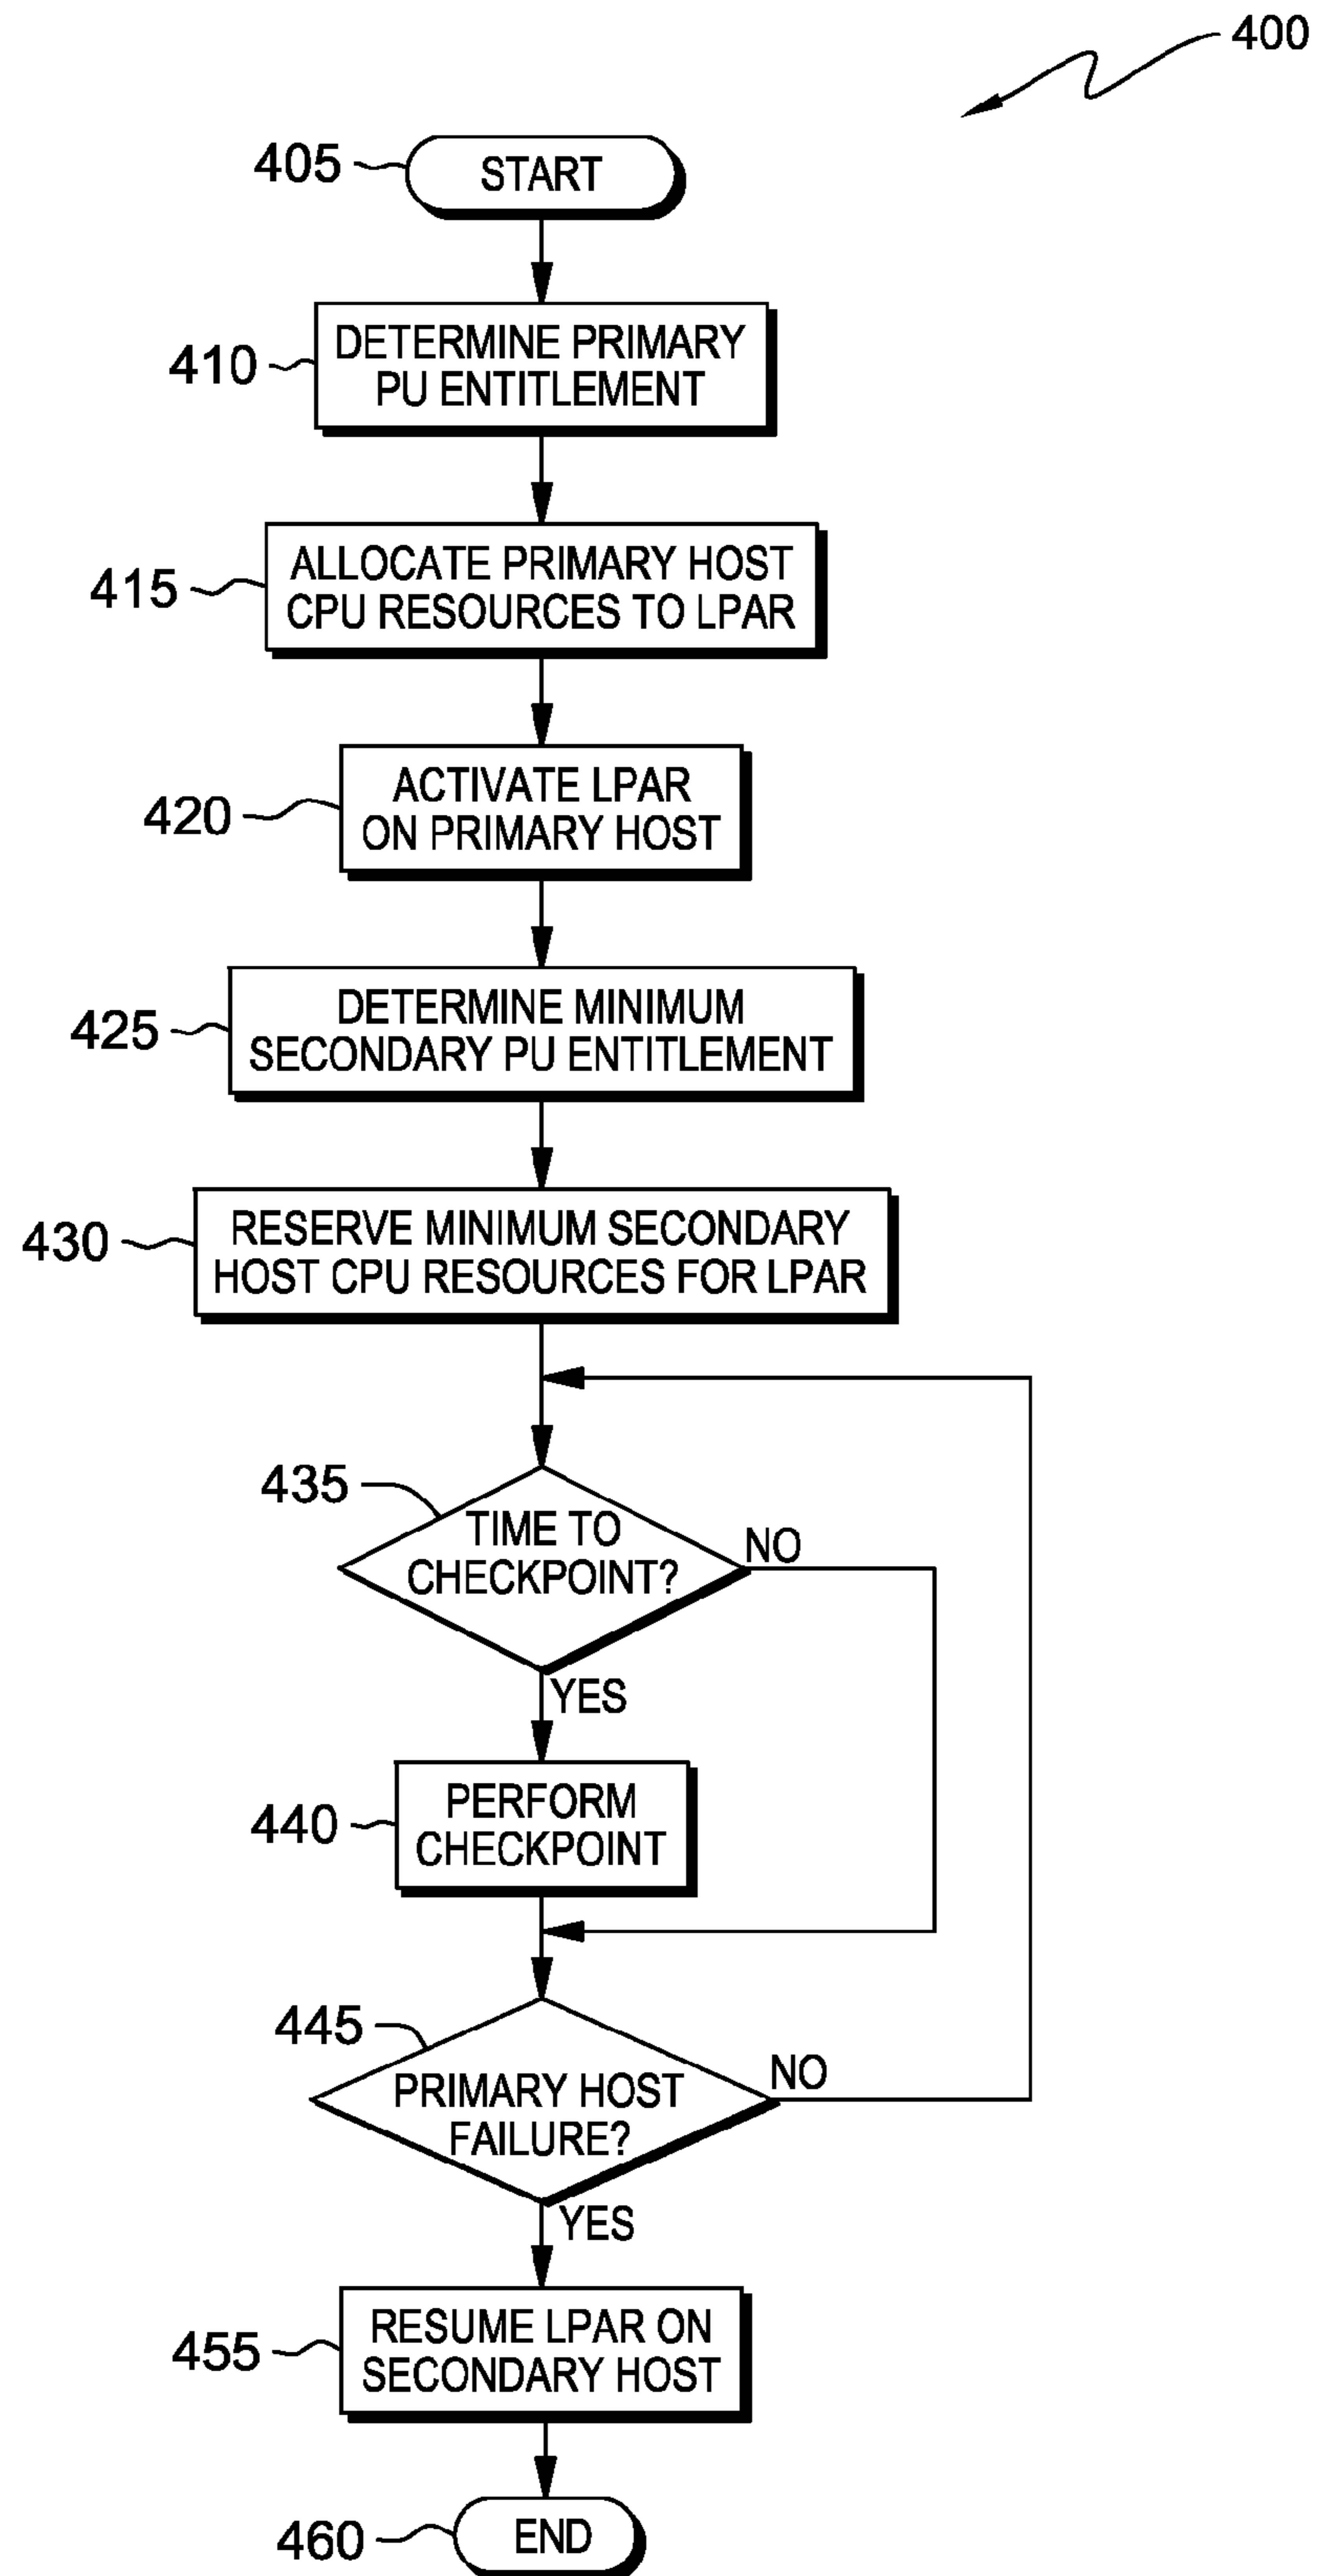 400
405
START
410
DETERMINE PRIMARY
PU ENTITLEMENT
415
ALLOCATE PRIMARY HOST
CPU RESOURCES TO LPAR
420
ACTIVATE LPAR
ON PRIMARY HOST
425
DETERMINE MINIMUM
SECONDARY PU ENTITLEMENT
430
RESERVE MINIMUM SECONDARY
HOST CPU RESOURCES FOR LPAR
435
TIME TO
CHECKPOINT?
NO
YES
440
PERFORM
CHECKPOINT
445
PRIMARY HOST
FAILURE?
NO
YES
455
RESUME LPAR ON
SECONDARY HOST
460
END